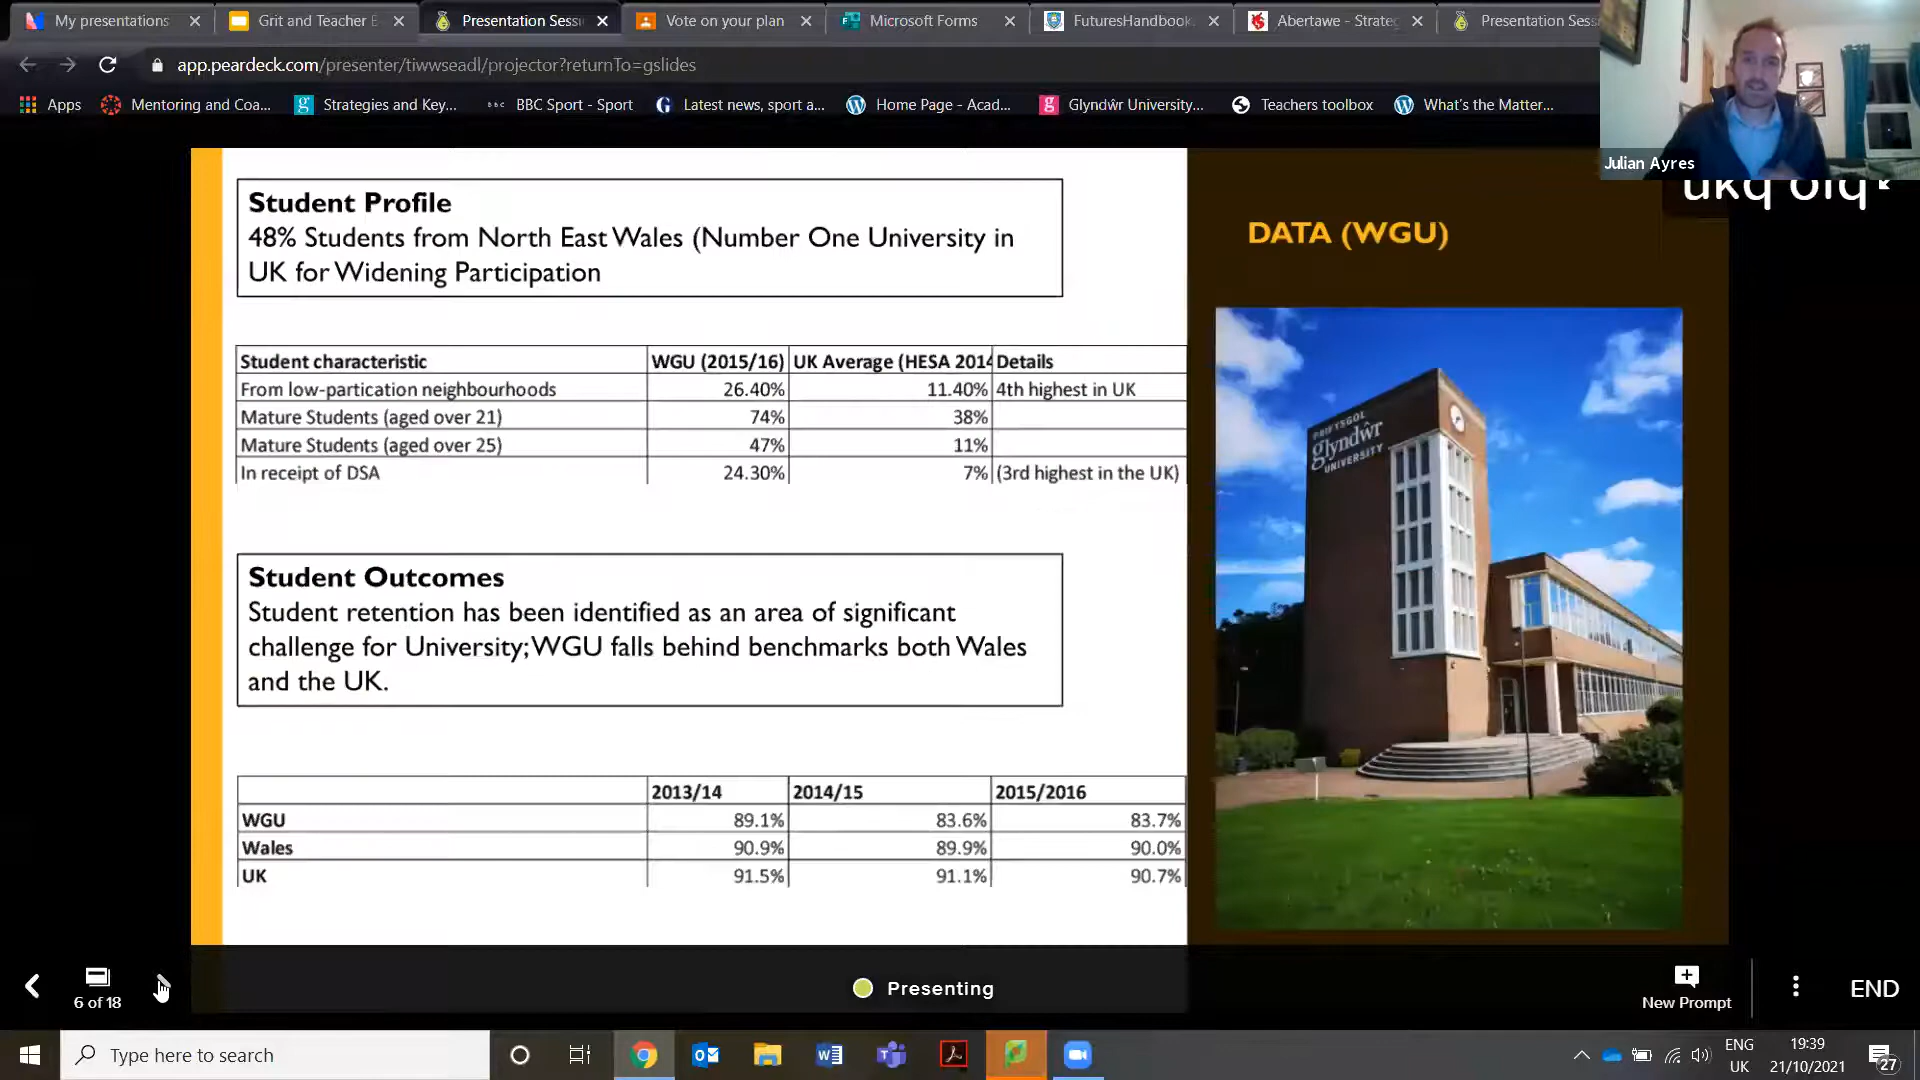 My presentations
Grit and Teacher E
Presentation Sess
Vote on your plan
Microsoft Forms
FuturesHandbook
Abertawe - Strateg
Presentation Sess
app.peardeck.com/presenter/tiwwseadl/projector?returnTo=gslides
Apps
Mentoring and Coa...
Strategies and Key...
BBC Sport - Sport
Latest news, sport a...
Home Page - Acad...
Glyndŵr University...
Teachers toolbox
What's the Matter...
Julian Ayres
Student Profile
48% Students from North East Wales (Number One University in
UK for Widening Participation
DATA (WGU)
Student characteristic WGU (2015/16) UK Average (HESA 2014 Details
From low-partication neighbourhoods 26.40% 11.40% 4th highest in UK
Mature Students (aged over 21) 74% 38%
Mature Students (aged over 25) 47% 11%
In receipt of DSA 24.30% 7% (3rd highest in the UK)
PRIFYSGOL
glyndŵr
UNIVERSITY
Student Outcomes
Student retention has been identified as an area of significant
challenge for University; WGU falls behind benchmarks both Wales
and the UK.
2013/14 2014/15 2015/2016
WGU 89.1% 83.6% 83.7%
Wales 90.9% 89.9% 90.0%
UK 91.5% 91.1% 90.7%
6 of 18
Presenting
New Prompt
END
Type here to search
ENG
UK
19:39
21/10/2021
27